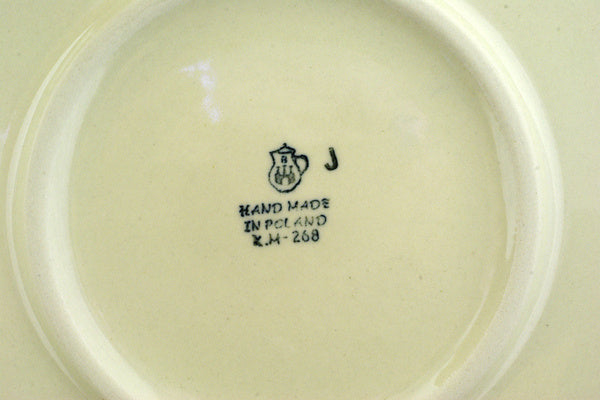 B
J
HAND MADE
IN POLAND
K.M-268